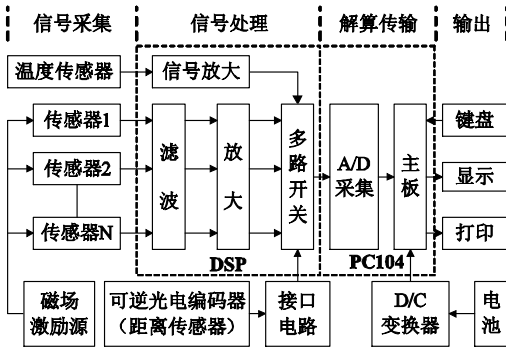 信号采集
信号处理
解算传输
输出
温度传感器
信号放大
传感器1
传感器2
传感器N
滤波
放大
多路开关
A/D
采集
主板
键盘
显示
打印
DSP
PC104
磁场
激励源
可逆光电编码器
（距离传感器）
接口
电路
D/C
变换器
电池